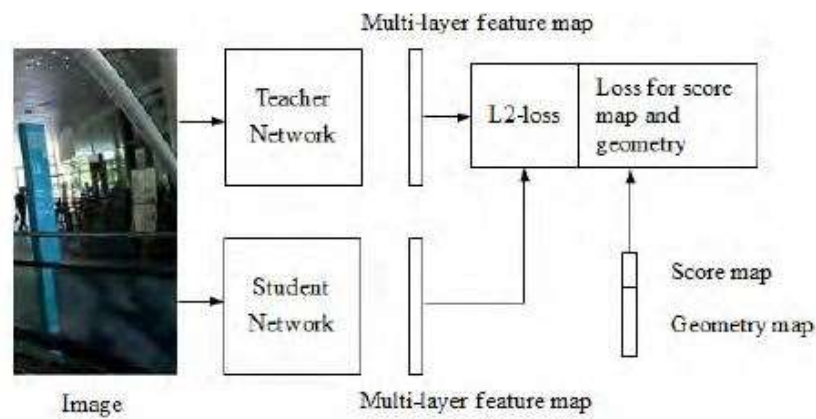 Multi-layer feature map
Teacher
Network
L2-loss
Loss for score
map and
geometry
Student
Network
Score map
Geometry map
Image
Multi-layer feature map